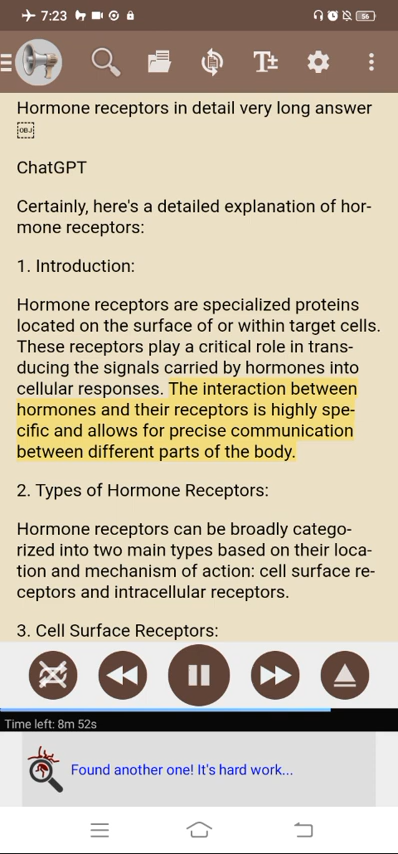 7:23
56
T±
Hormone receptors in detail very long answer
OBJ
ChatGPT
Certainly, here's a detailed explanation of hor-
mone receptors:
1. Introduction:
Hormone receptors are specialized proteins
located on the surface of or within target cells.
These receptors play a critical role in trans-
ducing the signals carried by hormones into
cellular responses. The interaction between
hormones and their receptors is highly spe-
cific and allows for precise communication
between different parts of the body.
2. Types of Hormone Receptors:
Hormone receptors can be broadly catego-
rized into two main types based on their loca-
tion and mechanism of action: cell surface re-
ceptors and intracellular receptors.
3. Cell Surface Receptors:
Time left: 8m 52s
Found another one! It's hard work...